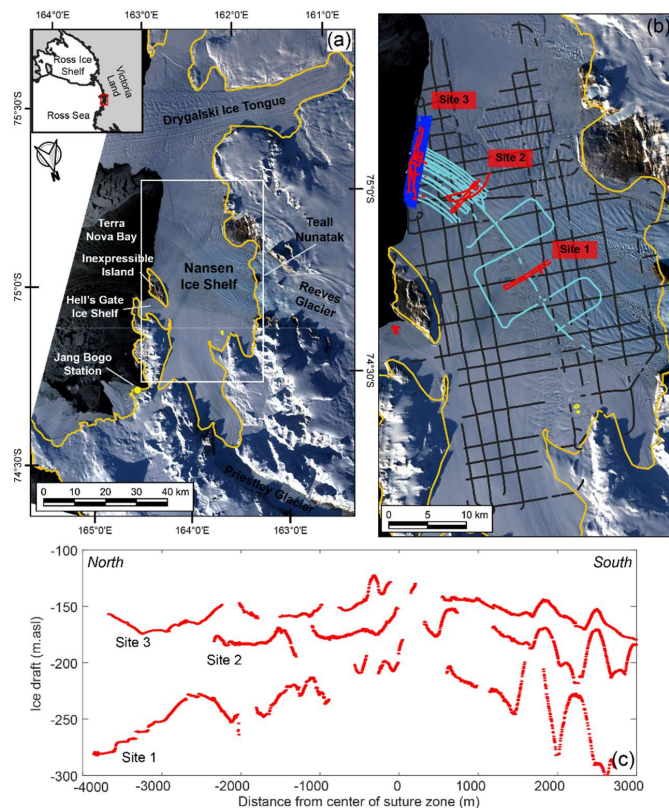 164°0'E
163°0'E
162°0'E
161°0'E
(a)
Ross Ice
Shelf
Victoria
Land
Ross Sea
75°30'S
Drygalski Ice Tongue
Terra
Nova Bay
Teall
Nunatak
Inexpressible
Island
Nansen
Ice Shelf
Reeves
Glacier
75°0'S
Hell's Gate
Ice Shelf
Jang Bogo
Station
74°30'S
Priestley Glacier
0 10 20 30 40 km
165°0'E
164°0'E
163°0'E
(b)
Site 3
Site 2
75°0'S
Site 1
74°30'S
0 5 10 km
North
South
-100
-150
-200
-250
-300
Ice draft (m.asl)
Site 3
Site 2
Site 1
(c)
-4000 -3000 -2000 -1000 0 1000 2000 3000
Distance from center of suture zone (m)